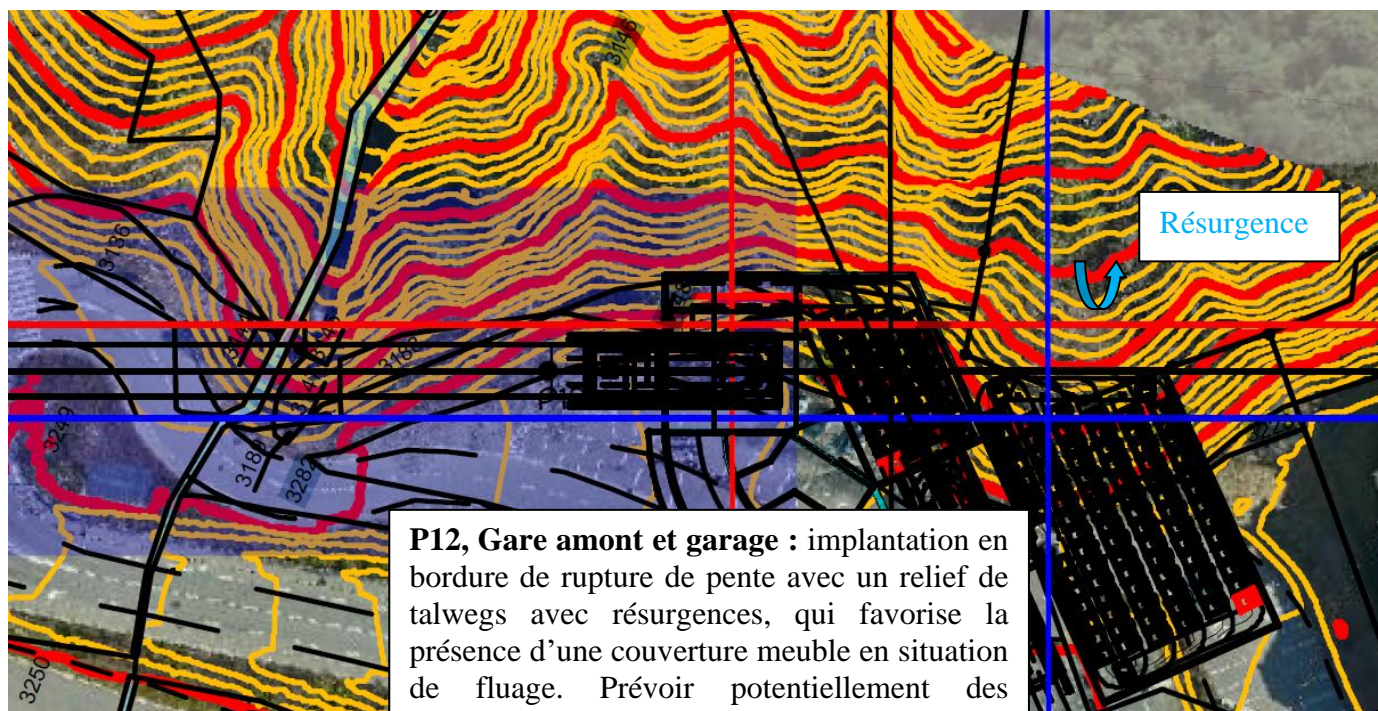 3146
Résurgence
3136
3188
3249
3189
3282
P12, Gare amont et garage : implantation en
bordure de rupture de pente avec un relief de
talwegs avec résurgences, qui favorise la
présence d’une couverture meuble en situation
de fluage. Prévoir potentiellement des
3250